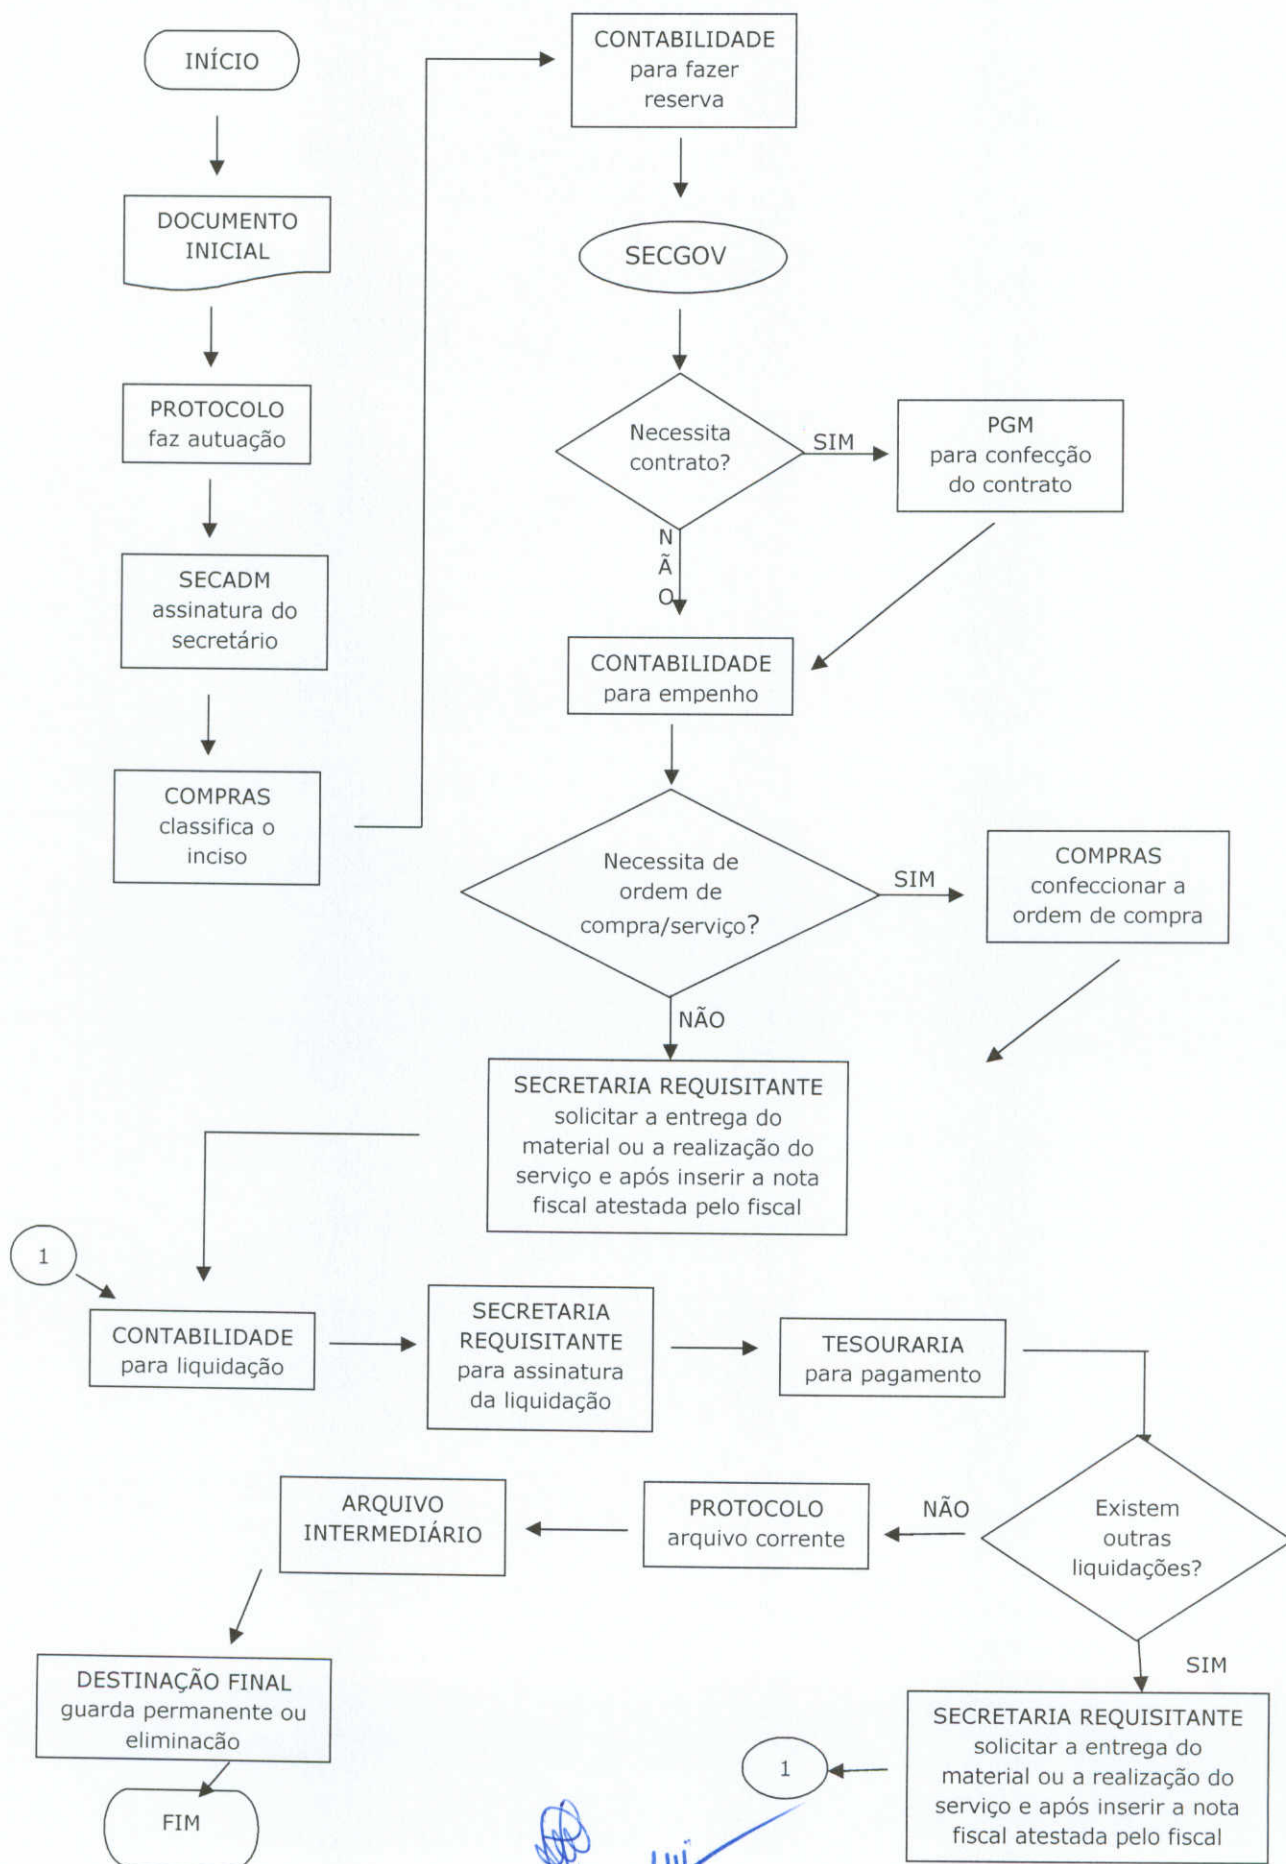 INÍCIO
DOCUMENTO
INICIAL
PROTOCOLO
faz autuação
SECADM
assinatura do
secretário
COMPRAS
classifica o
inciso
CONTABILIDADE
para fazer
reserva
SECGOV
Necessita
contrato?
SIM
PGM
para confecção
do contrato
N
Ã
O
CONTABILIDADE
para empenho
Necessita de
ordem de
compra/serviço?
SIM
COMPRAS
confeccionar a
ordem de compra
NÃO
SECRETARIA REQUISITANTE
solicitar a entrega do
material ou a realização do
serviço e após inserir a nota
fiscal atestada pelo fiscal
1
CONTABILIDADE
para liquidação
SECRETARIA
REQUISITANTE
para assinatura
da liquidação
TESOURARIA
para pagamento
Existem
outras
liquidações?
NÃO
PROTOCOLO
arquivo corrente
ARQUIVO
INTERMEDIÁRIO
DESTINAÇÃO FINAL
guarda permanente ou
eliminação
FIM
SIM
SECRETARIA REQUISITANTE
solicitar a entrega do
material ou a realização do
serviço e após inserir a nota
fiscal atestada pelo fiscal
1